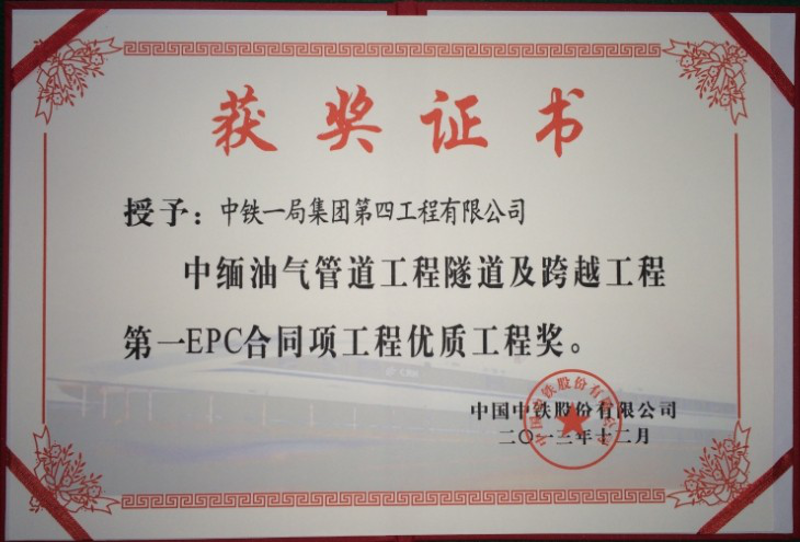 获奖证书
授予：中铁一局集团第四工程有限公司
中缅油气管道工程隧道及跨越工程
第一EPC合同项工程优质工程奖。
中国中铁股份有限公司
二〇一三年十二月